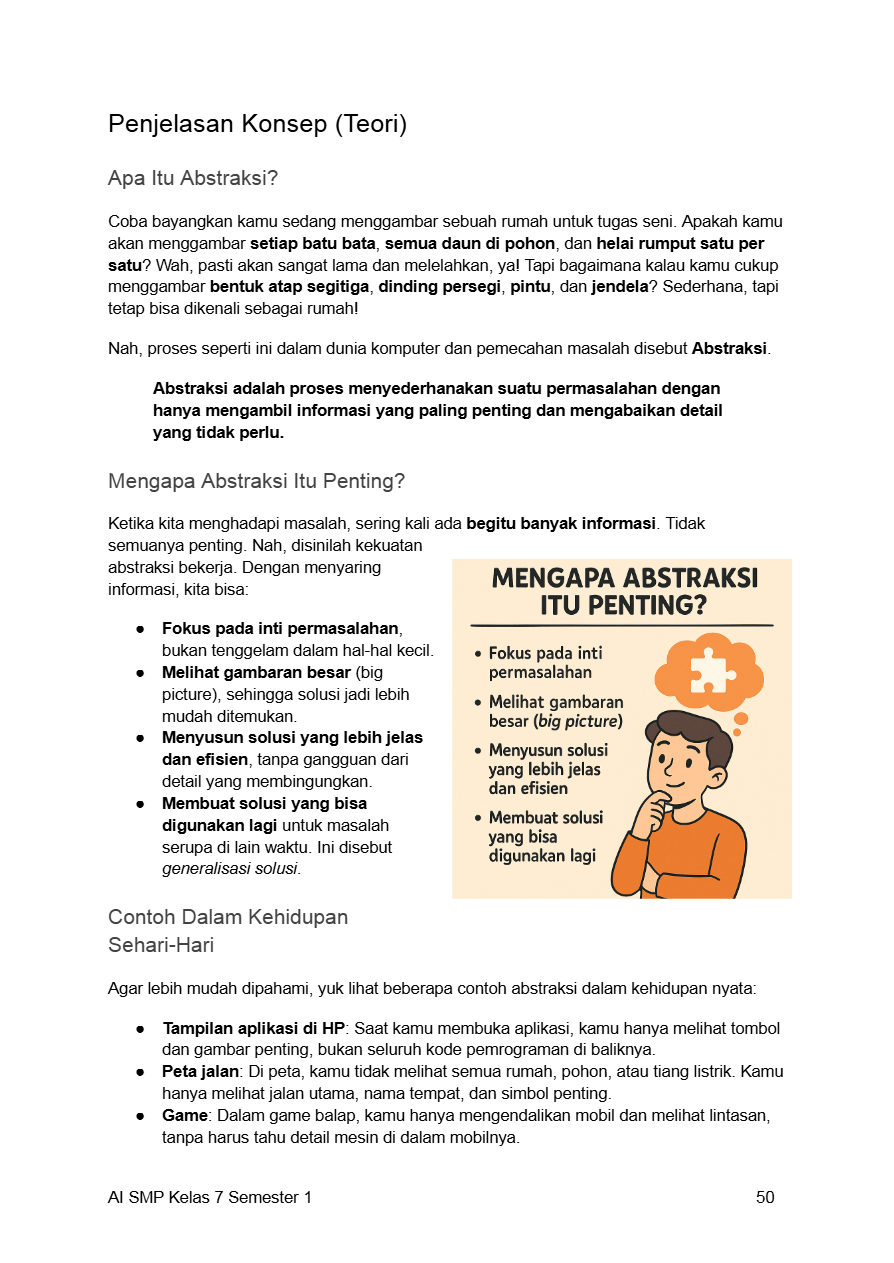 Penjelasan Konsep (Teori)
Apa Itu Abstraksi?
Coba bayangkan kamu sedang menggambar sebuah rumah untuk tugas seni. Apakah kamu
akan menggambar setiap batu bata, semua daun di pohon, dan helai rumput satu per
satu? Wah, pasti akan sangat lama dan melelahkan, ya! Tapi bagaimana kalau kamu cukup
menggambar bentuk atap segitiga, dinding persegi, pintu, dan jendela? Sederhana, tapi
tetap bisa dikenali sebagai rumah!
Nah, proses seperti ini dalam dunia komputer dan pemecahan masalah disebut Abstraksi.
Abstraksi adalah proses menyederhanakan suatu permasalahan dengan
hanya mengambil informasi yang paling penting dan mengabaikan detail
yang tidak perlu.
Mengapa Abstraksi Itu Penting?
Ketika kita menghadapi masalah, sering kali ada begitu banyak informasi. Tidak
semuanya penting. Nah, disinilah kekuatan
abstraksi bekerja. Dengan menyaring
informasi, kita bisa:
● Fokus pada inti permasalahan,
bukan tenggelam dalam hal-hal kecil.
● Melihat gambaran besar (big
picture), sehingga solusi jadi lebih
mudah ditemukan.
● Menyusun solusi yang lebih jelas
dan efisien, tanpa gangguan dari
detail yang membingungkan.
● Membuat solusi yang bisa
digunakan lagi untuk masalah
serupa di lain waktu. Ini disebut
generalisasi solusi.
MENGAPA ABSTRAKSI
ITU PENTING?
• Fokus pada inti
permasalahan
• Melihat gambaran
besar (big picture)
• Menyusun solusi
yang lebih jelas
dan efisien
• Membuat solusi
yang bisa
digunakan lagi
Contoh Dalam Kehidupan
Sehari-Hari
Agar lebih mudah dipahami, yuk lihat beberapa contoh abstraksi dalam kehidupan nyata:
● Tampilan aplikasi di HP: Saat kamu membuka aplikasi, kamu hanya melihat tombol
dan gambar penting, bukan seluruh kode pemrograman di baliknya.
● Peta jalan: Di peta, kamu tidak melihat semua rumah, pohon, atau tiang listrik. Kamu
hanya melihat jalan utama, nama tempat, dan simbol penting.
● Game: Dalam game balap, kamu hanya mengendalikan mobil dan melihat lintasan,
tanpa harus tahu detail mesin di dalam mobilnya.
AI SMP Kelas 7 Semester 1 50